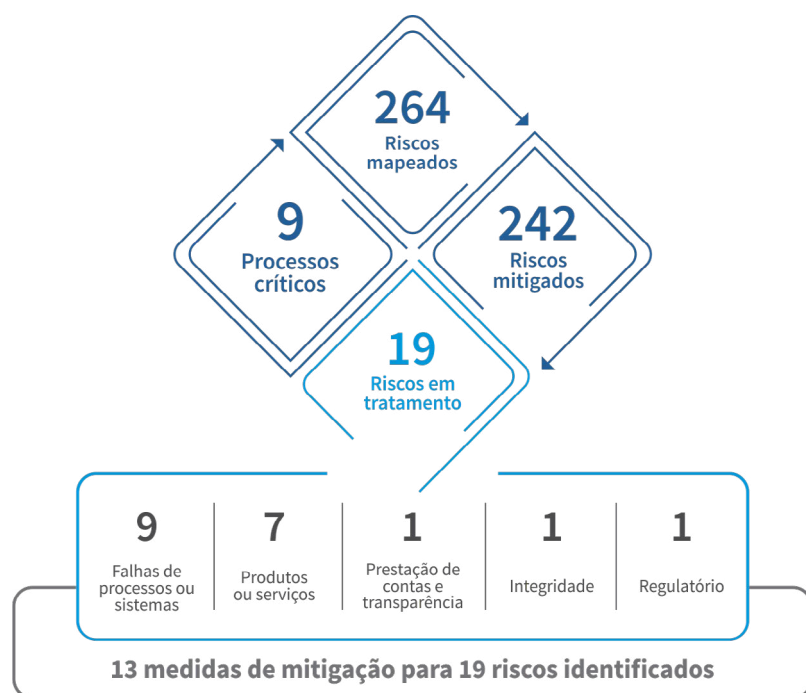 264
Riscos
mapeados
9
Processos
críticos
242
Riscos
mitigados
19
Riscos em
tratamento
9
Falhas de
processos ou
sistemas
7
Produtos
ou serviços
1
Prestação de
contas e
transparência
1
Integridade
1
Regulatório
13 medidas de mitigação para 19 riscos identificados